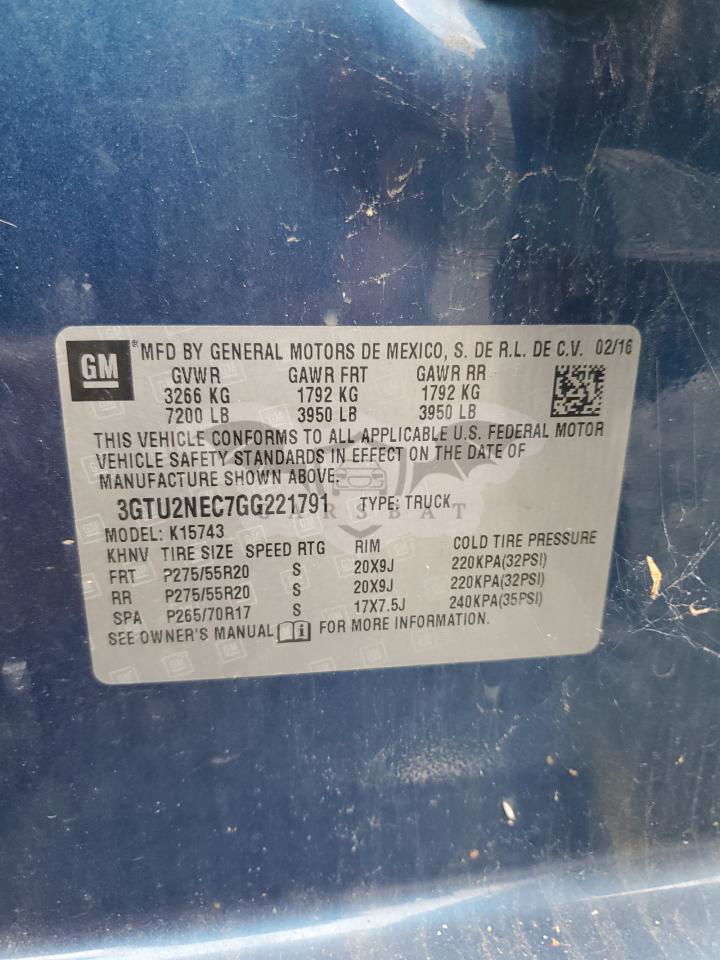 GM ® MFD BY GENERAL MOTORS DE MEXICO, S. DE R.L. DE C.V. 02/16
GVWR GAWR FRT GAWR RR
3266 KG 1792 KG 1792 KG
7200 LB 3950 LB 3950 LB
THIS VEHICLE CONFORMS TO ALL APPLICABLE U.S. FEDERAL MOTOR
VEHICLE SAFETY STANDARDS IN EFFECT ON THE DATE OF
MANUFACTURE SHOWN ABOVE.
3GTU2NEC7GG221791 TYPE: TRUCK
CARSBAT
MODEL: K15743
KHNV TIRE SIZE SPEED RTG RIM COLD TIRE PRESSURE
FRT P275/55R20 S 20X9J 220KPA(32PSI)
RR P275/55R20 S 20X9J 220KPA(32PSI)
SPA P265/70R17 S 17X7.5J 240KPA(35PSI)
SEE OWNER'S MANUAL FOR MORE INFORMATION.